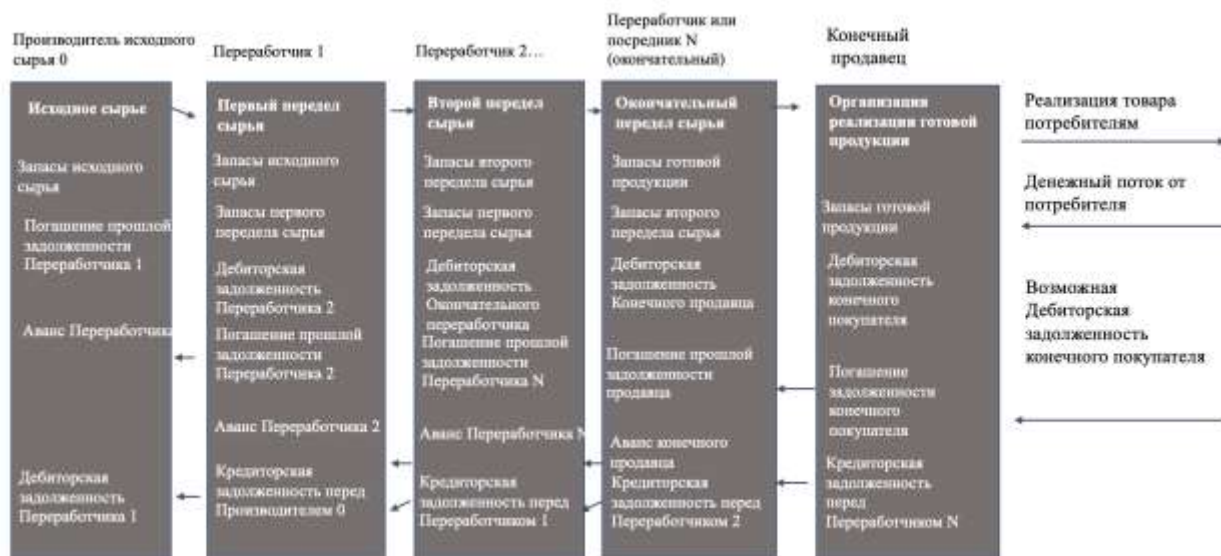 Производитель исходного
сырья 0
Исходное сырье
Запасы исходного
сырья
Погашение прошлой
задолженности
Переработчика 1
Аванс Переработчика
Дебиторская
задолженность
Переработчика 1
Переработчик 1
Первый передел
сырья
Запасы исходного
сырья
Запасы первого
передела сырья
Дебиторская
задолженность
Переработчика 2
Погашение прошлой
задолженности
Переработчика 2
Аванс Переработчика 2
Кредиторская
задолженность перед
Производителем 0
Переработчик 2…
Второй передел
сырья
Запасы второго
передела сырья
Запасы первого
передела сырья
Дебиторская
задолженность
Окончательного
переработчика
Погашение прошлой
задолженности
Переработчика N
Аванс Переработчика N
Кредиторская
задолженность перед
Переработчиком 1
Переработчик или
посредник N
(окончательный)
Окончательный
передел сырья
Запасы готовой
продукции
Запасы второго
передела сырья
Дебиторская
задолженность
Конечного продавца
Погашение прошлой
задолженности
продавца
Аванс конечного
продавца
Кредиторская
задолженность перед
Переработчиком 2
Конечный
продавец
Организация
реализации готовой
продукции
Запасы готовой
продукции
Дебиторская
задолженность
конечного
покупателя
Погашение
задолженности
конечного
покупателя
Кредиторская
задолженность
перед
Переработчиком N
Реализация товара
потребителям
Денежный поток от
потребителя
Возможная
Дебиторская
задолженность
конечного покупателя